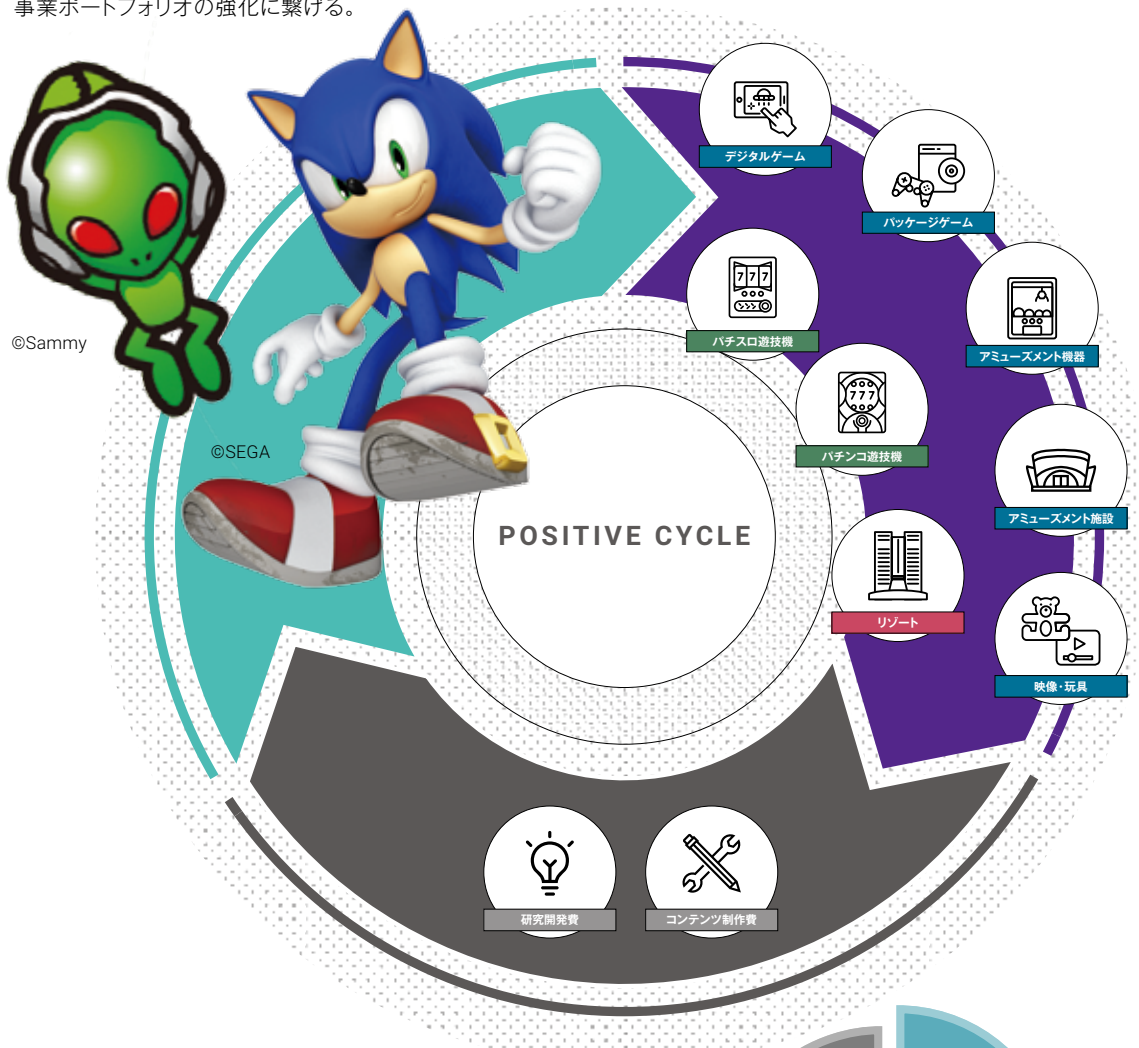 事業ポートフォリオの強化に繋げる。
デジタルゲーム
パッケージゲーム
パチスロ遊技機
アミューズメント機器
©Sammy
©SEGA
パチンコ遊技機
アミューズメント施設
POSITIVE CYCLE
リゾート
映像・玩具
研究開発費
コンテンツ制作費